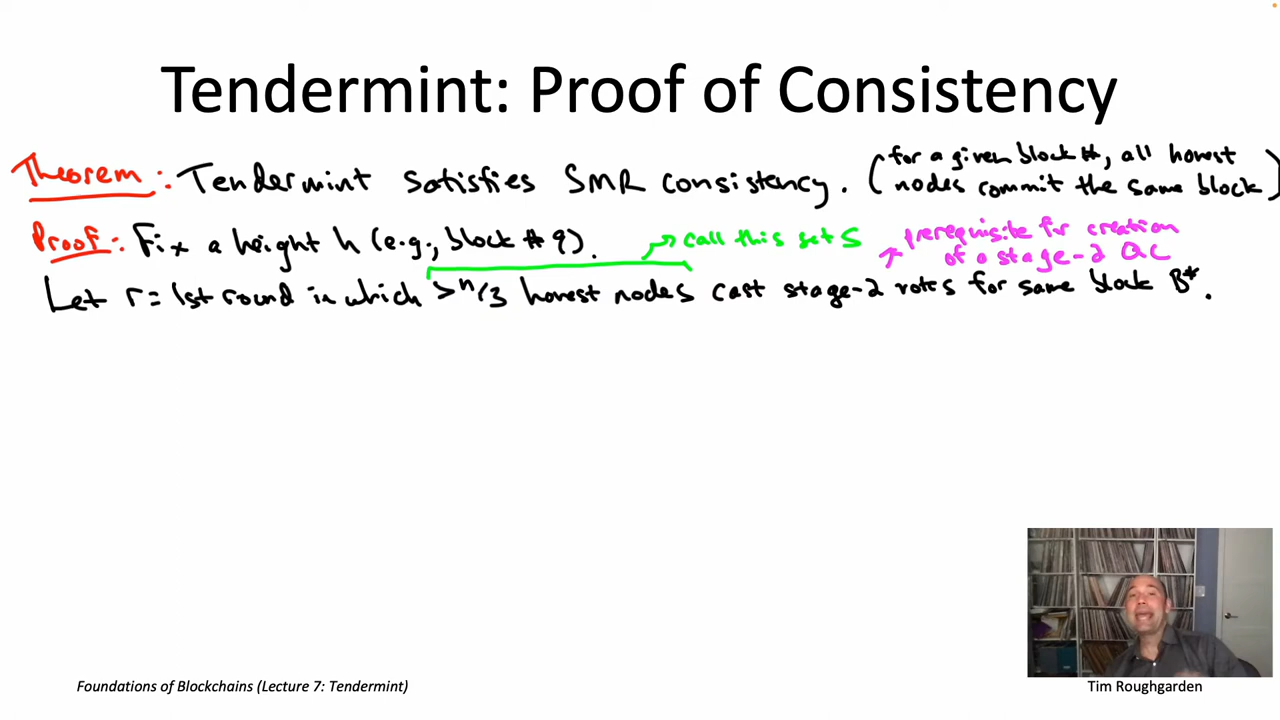 Tendermint: Proof of Consistency
Theorem: Tendermint satisfies SMR consistency. (for a given block #, all honest
nodes commit the same block)
Proof: Fix a height h (e.g., block # 9). → call this set S
prerequisite for creation
of a stage-2 QC
Let r = 1st round in which > n/3 honest nodes cast stage-2 votes for same block B*.
Foundations of Blockchains (Lecture 7: Tendermint)
Tim Roughgarden